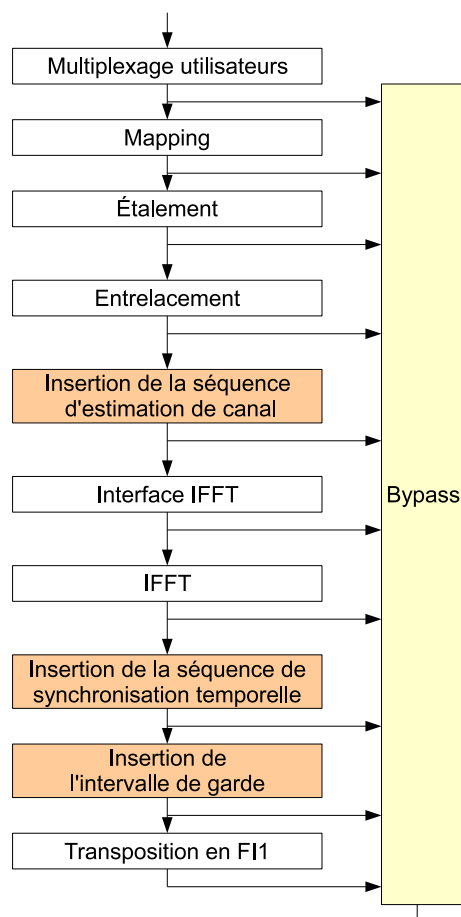 Multiplexage utilisateurs
Mapping
Étalement
Entrelacement
Insertion de la séquence
d'estimation de canal
Interface IFFT
Bypass
IFFT
Insertion de la séquence de
synchronisation temporelle
Insertion de
l'intervalle de garde
Transposition en FI1